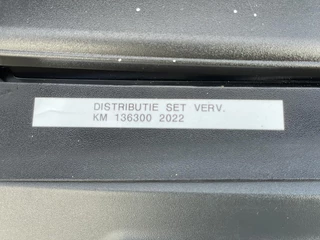 DISTRIBUTIE SET VERV.
KM 136300 2022